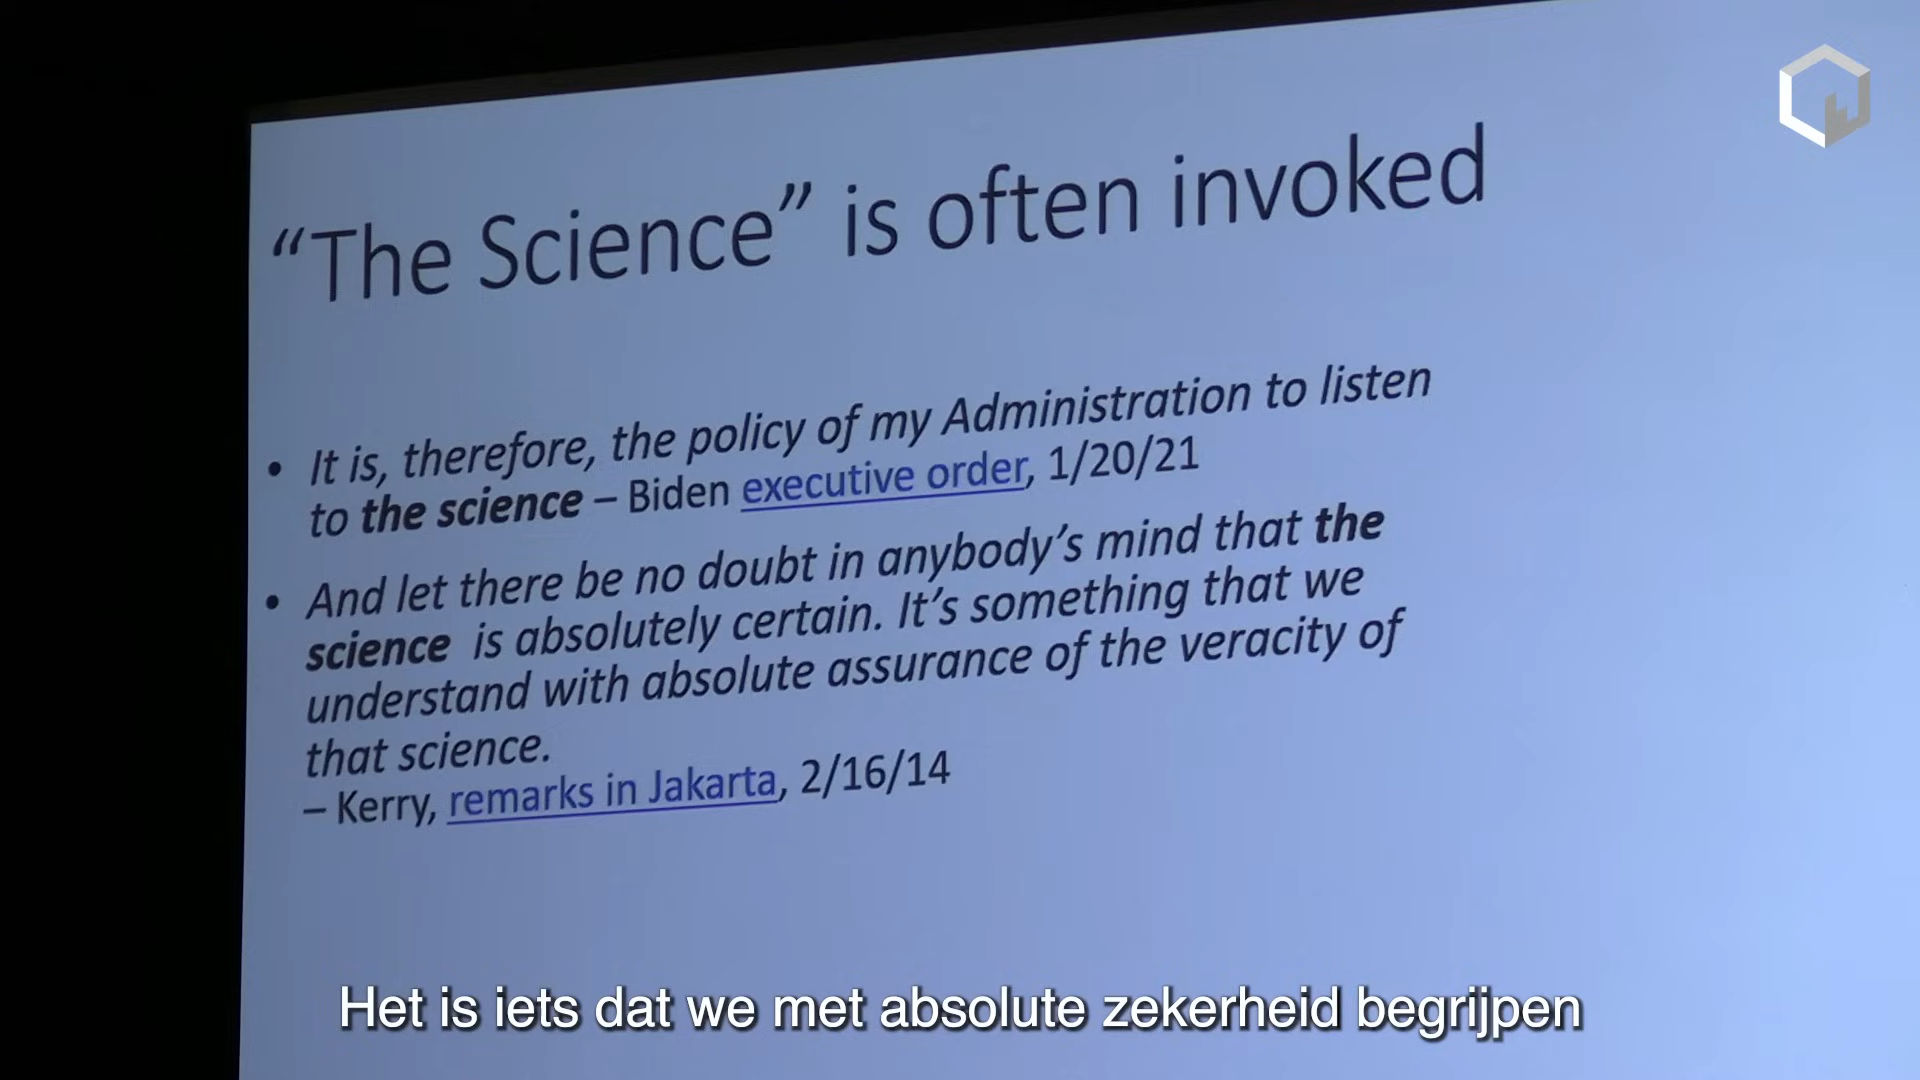 “The Science” is often invoked
• It is, therefore, the policy of my Administration to listen
to the science – Biden executive order, 1/20/21
• And let there be no doubt in anybody’s mind that the
science is absolutely certain. It’s something that we
understand with absolute assurance of the veracity of
that science.
– Kerry, remarks in Jakarta, 2/16/14
Het is iets dat we met absolute zekerheid begrijpen